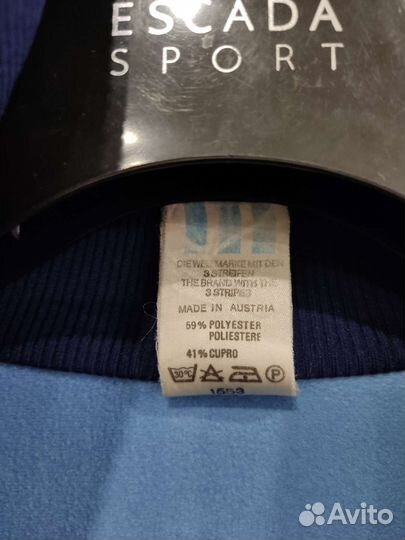 ESCADA
SPORT
DIE WELTMARKE MIT DEN
3 STREIFEN
THE BRAND WITH THE
3 STRIPES
MADE IN AUSTRIA
59% POLYESTER
POLIESTERE
41% CUPRO
30°C P
1553
Avito